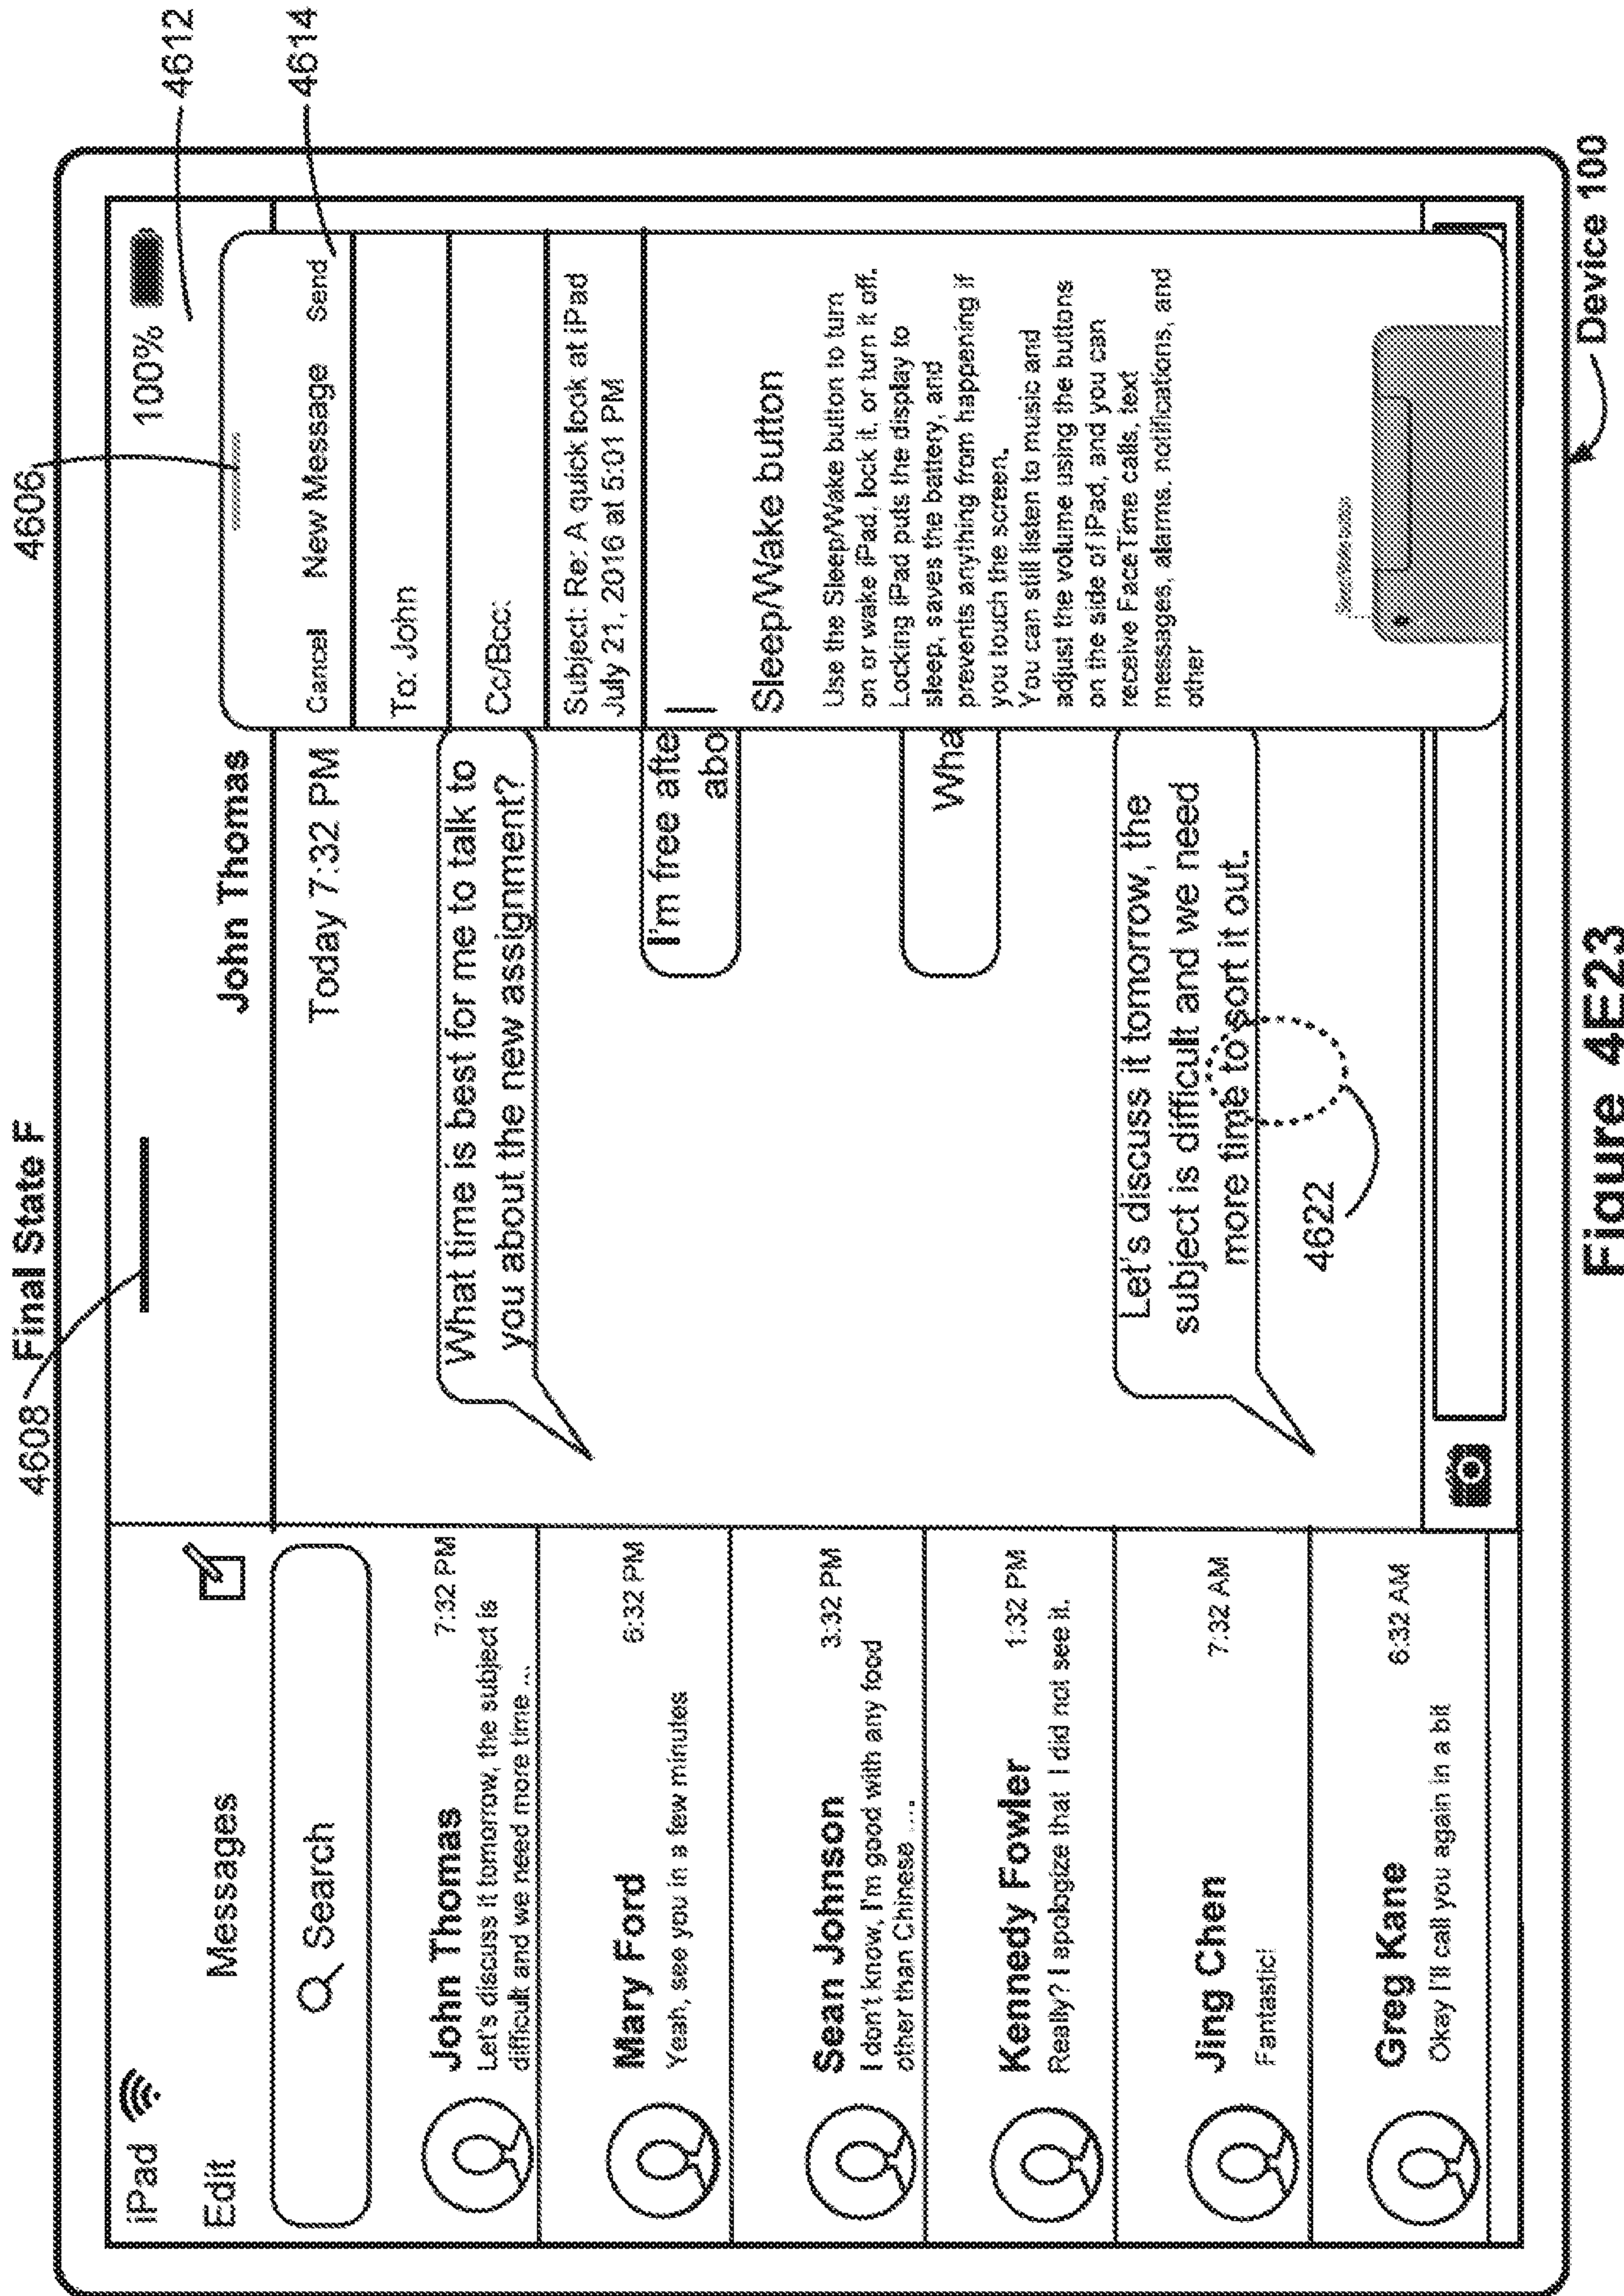 4608
Final State F
4606
4612
4614
iPad
100%
Edit
Messages
John Thomas
Search
Today 7:32 PM
John Thomas
7:32 PM
Let's discuss it tomorrow, the subject is
difficult and we need more time ...
Mary Ford
6:32 PM
Yeah, see you in a few minutes
Sean Johnson
3:32 PM
I don't know, I'm good with any food
other than Chinese ....
Kennedy Fowler
1:32 PM
Really? I apologize that I did not see it.
Jing Chen
7:32 AM
Fantastic!
Greg Kane
6:32 AM
Okay I'll call you again in a bit
What time is best for me to talk to
you about the new assignment?
I'm free afte
abo
Wha
Let's discuss it tomorrow, the
subject is difficult and we need
more time to sort it out.
4622
Cancel
New Message
Send
To: John
Cc/Bcc:
Subject: Re: A quick look at iPad
July 21, 2016 at 5:01 PM
Sleep/Wake button
Use the Sleep/Wake button to turn
on or wake iPad, lock it, or turn it off.
Locking iPad puts the display to
sleep, saves the battery, and
prevents anything from happening if
you touch the screen.
You can still listen to music and
adjust the volume using the buttons
on the side of iPad, and you can
receive FaceTime calls, text
messages, alarms, notifications, and
other
Sleep/Wake button
Device 100
Figure 4E23